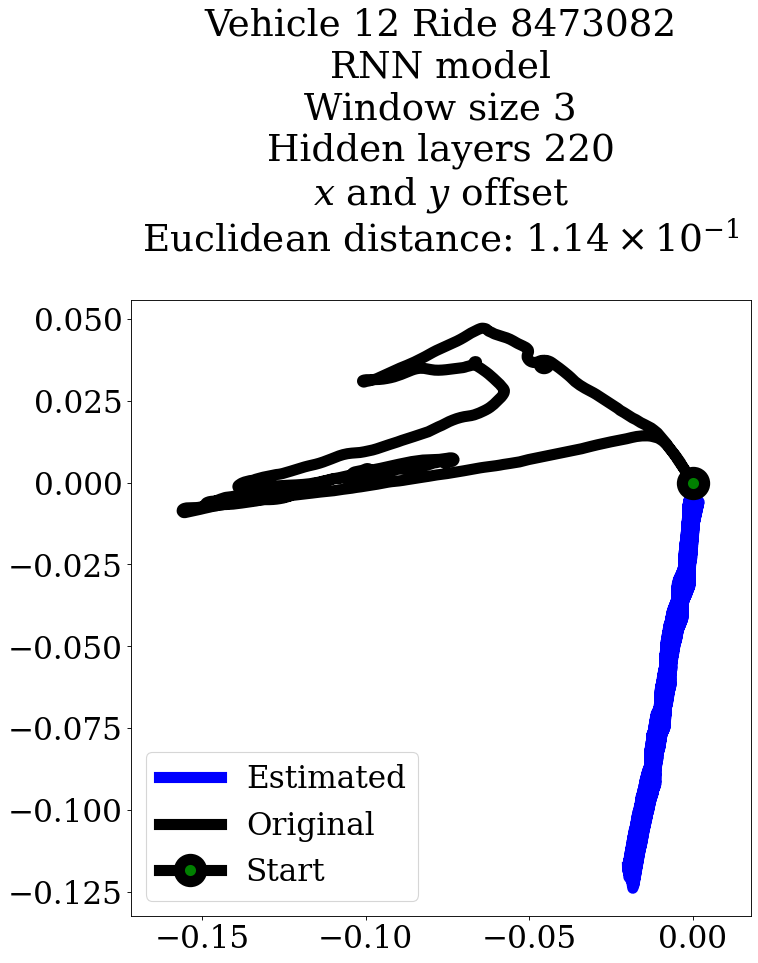 Vehicle 12 Ride 8473082
RNN model
Window size 3
Hidden layers 220
x and y offset
Euclidean distance: 1.14 × 10⁻¹
0.050
0.025
0.000
−0.025
−0.050
−0.075
−0.100
−0.125
Estimated
Original
Start
−0.15 −0.10 −0.05 0.00